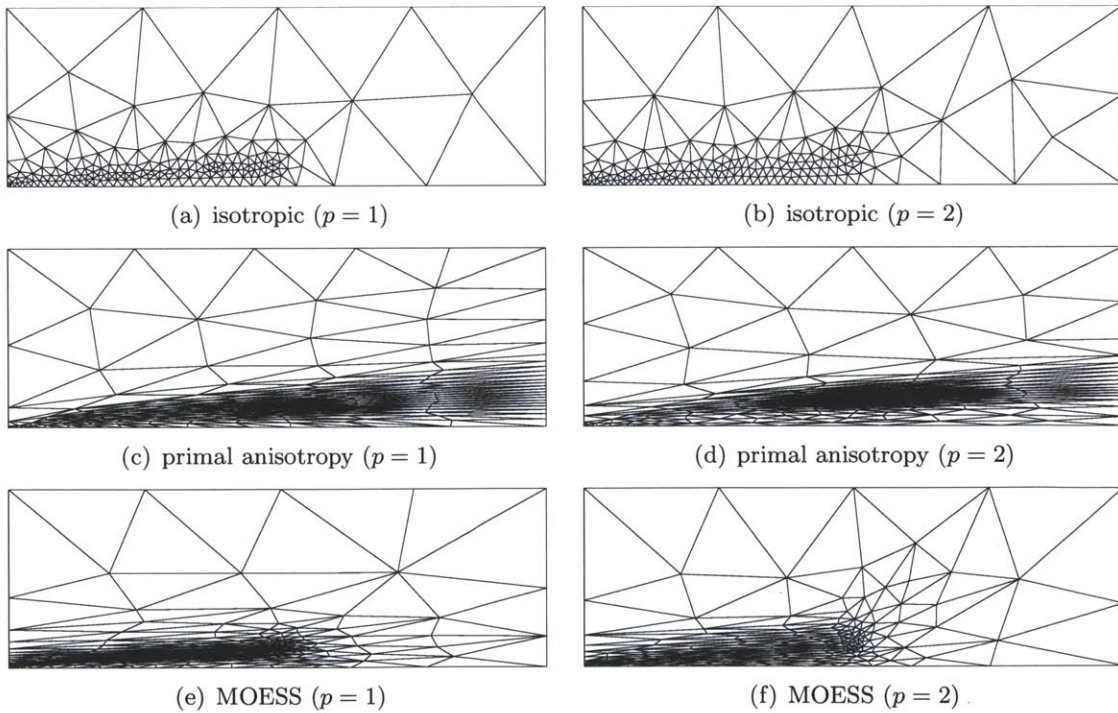 (a) isotropic (p = 1)
(b) isotropic (p = 2)
(c) primal anisotropy (p = 1)
(d) primal anisotropy (p = 2)
(e) MOESS (p = 1)
(f) MOESS (p = 2)